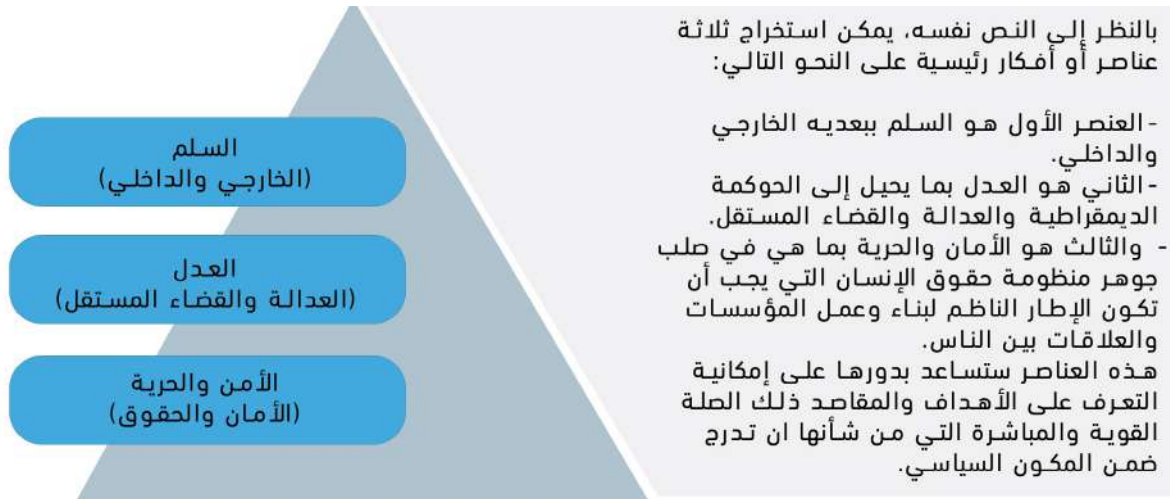 بالنظر إلى النص نفسه، يمكن استخراج ثلاثة
عناصر أو أفكار رئيسية على النحو التالي:
-العنصر الأول هو السلم ببعديه الخارجي
والداخلي.
-الثاني هو العدل بما يحيل إلى الحوكمة
الديمقراطية والعدالة والقضاء المستقل.
- والثالث هو الأمان والحرية بما هي في صلب
جوهر منظومة حقوق الإنسان التي يجب أن
تكون الإطار الناظم لبناء وعمل المؤسسات
والعلاقات بين الناس.
هذه العناصر ستساعد بدورها على إمكانية
التعرف على الأهداف والمقاصد ذلك الصلة
القوية والمباشرة التي من شأنها ان تدرج
ضمن المكون السياسي.
السلم
(الخارجي والداخلي)
العدل
(العدالة والقضاء المستقل)
الأمن والحرية
(الأمان والحقوق)